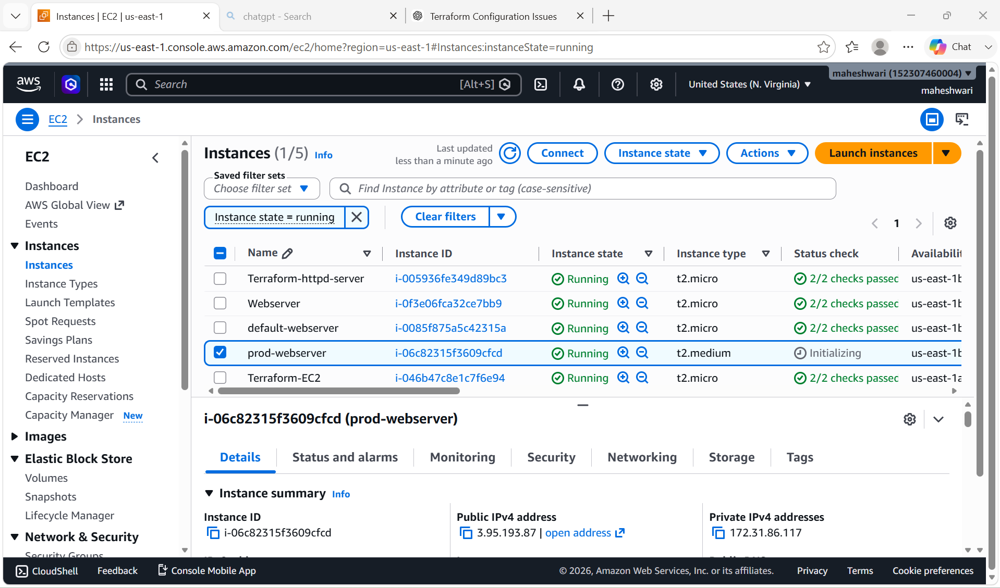 Instances | EC2 | us-east-1
chatgpt - Search
Terraform Configuration Issues
https://us-east-1.console.aws.amazon.com/ec2/home?region=us-east-1#Instances:instanceState=running
Chat
aws
Search
[Alt+S]
United States (N. Virginia)
maheshwari (152307460004)
maheshwari
EC2
Instances
EC2
Dashboard
AWS Global View
Events
Instances
Instances
Instance Types
Launch Templates
Spot Requests
Savings Plans
Reserved Instances
Dedicated Hosts
Capacity Reservations
Capacity Manager New
Images
Elastic Block Store
Volumes
Snapshots
Lifecycle Manager
Network & Security
Security Groups
Instances (1/5) Info
Last updated
less than a minute ago
Connect
Instance state
Actions
Launch instances
Saved filter sets
Choose filter set
Find Instance by attribute or tag (case-sensitive)
Instance state = running
Clear filters
1
Name Instance ID Instance state Instance type Status check Availabilit
Terraform-httpd-server i-005936fe349d89bc3 Running t2.micro 2/2 checks passed us-east-1b
Webserver i-0f3e06fca32ce7bb9 Running t2.micro 2/2 checks passed us-east-1b
default-webserver i-0085f875a5c42315a Running t2.micro 2/2 checks passed us-east-1b
prod-webserver i-06c82315f3609cfcd Running t2.medium Initializing us-east-1b
Terraform-EC2 i-046b47c8e1c7f6e94 Running t2.micro 2/2 checks passed us-east-1a
i-06c82315f3609cfcd (prod-webserver)
Details
Status and alarms
Monitoring
Security
Networking
Storage
Tags
Instance summary Info
Instance ID
i-06c82315f3609cfcd
Public IPv4 address
3.95.193.87 | open address
Private IPv4 addresses
172.31.86.117
CloudShell
Feedback
Console Mobile App
© 2026, Amazon Web Services, Inc. or its affiliates.
Privacy
Terms
Cookie preferences